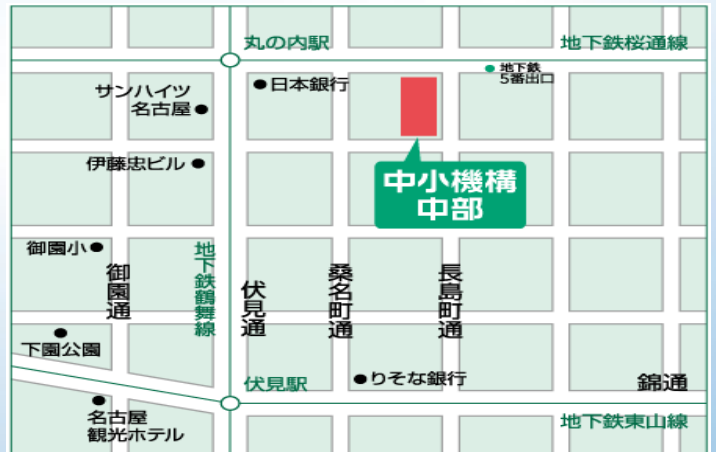 丸の内駅
地下鉄桜通線
地下鉄
5番出口
日本銀行
サンハイツ
名古屋
中小機構
中部
伊藤忠ビル
御園小
御園通
地下鉄鶴舞線
伏見通
桑名町通
長島町通
下園公園
伏見駅
りそな銀行
錦通
名古屋
観光ホテル
地下鉄東山線